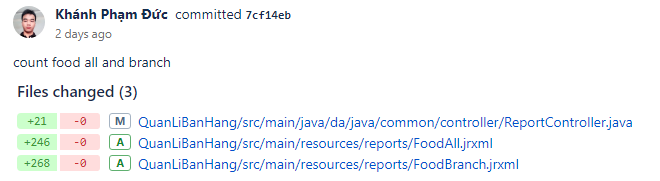 Khánh Phạm Đức committed 7cf14eb
2 days ago
count food all and branch
Files changed (3)
+21 -0 M QuanLiBanHang/src/main/java/da/java/common/controller/ReportController.java
+246 -0 A QuanLiBanHang/src/main/resources/reports/FoodAll.jrxml
+268 -0 A QuanLiBanHang/src/main/resources/reports/FoodBranch.jrxml